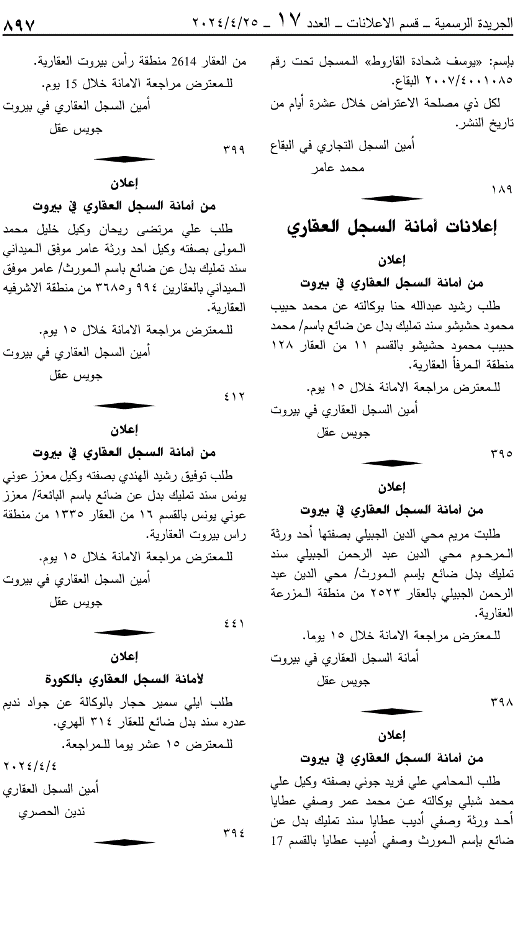 الجريدة الرسمية ــ قسم الاعلانات ــ العدد ١٧ ــ ٢٠٢٤/٤/٢٥
٨٩٧
بإسم: «يوسف شحادة القاروط» المسجل تحت رقم
٢٠٠٧/٤٠٠١٠٨٥ البقاع.
لكل ذي مصلحة الاعتراض خلال عشرة أيام من
تاريخ النشر.
أمين السجل التجاري في البقاع
محمد عامر
١٨٩
إعلانات أمانة السجل العقاري
إعلان
من أمانة السجل العقاري في بيروت
طلب رشيد عبدالله حنا بوكالته عن محمد حبيب
محمود حشيشو سند تمليك بدل عن ضائع باسم/ محمد
حبيب محمود حشيشو بالقسم ١١ من العقار ١٢٨
منطقة المرفأ العقارية.
للمعترض مراجعة الامانة خلال ١٥ يوم.
أمين السجل العقاري في بيروت
جويس عقل
٣٩٥
إعلان
من أمانة السجل العقاري في بيروت
طلبت مريم محي الدين الجبيلي بصفتها أحد ورثة
المرحوم محي الدين عبد الرحمن الجبيلي سند
تمليك بدل ضائع بإسم المورث/ محي الدين عبد
الرحمن الجبيلي بالعقار ٢٥٢٣ من منطقة المزرعة
العقارية.
للمعترض مراجعة الامانة خلال ١٥ يوما.
أمانة السجل العقاري في بيروت
جويس عقل
٣٩٨
إعلان
من أمانة السجل العقاري في بيروت
طلب المحامي علي فريد جوني بصفته وكيل علي
محمد شبلي بوكالته عن محمد عمر وصفي عطايا
أحد ورثة وصفي أديب عطايا سند تمليك بدل عن
ضائع بإسم المورث وصفي أديب عطايا بالقسم 17
من العقار 2614 منطقة رأس بيروت العقارية.
للمعترض مراجعة الامانة خلال 15 يوم.
أمين السجل العقاري في بيروت
جويس عقل
٣٩٩
إعلان
من أمانة السجل العقاري في بيروت
طلب علي مرتضى ريحان وكيل خليل محمد
المولى بصفته وكيل احد ورثة عامر موفق الميداني
سند تمليك بدل عن ضائع باسم المورث/ عامر موفق
الميداني بالعقارين ٩٩٤ و٣٦٨٥ من منطقة الاشرفيه
العقارية.
للمعترض مراجعة الامانة خلال ١٥ يوم.
أمين السجل العقاري في بيروت
جويس عقل
٤١٢
إعلان
من أمانة السجل العقاري في بيروت
طلب توفيق رشيد الهندي بصفته وكيل معزز عوني
يونس سند تمليك بدل عن ضائع باسم البائعة/ معزز
عوني يونس بالقسم ١٦ من العقار ١٣٣٥ من منطقة
راس بيروت العقارية.
للمعترض مراجعة الامانة خلال ١٥ يوم.
أمين السجل العقاري في بيروت
جويس عقل
٤٤١
إعلان
لأمانة السجل العقاري بالكورة
طلب ايلي سمير حجار بالوكالة عن جواد نديم
عدره سند بدل ضائع للعقار ٣١٤ الهري.
للمعترض ١٥ عشر يوما للمراجعة.
٢٠٢٤/٤/٤
أمين السجل العقاري
ندين الحصري
٣٩٤